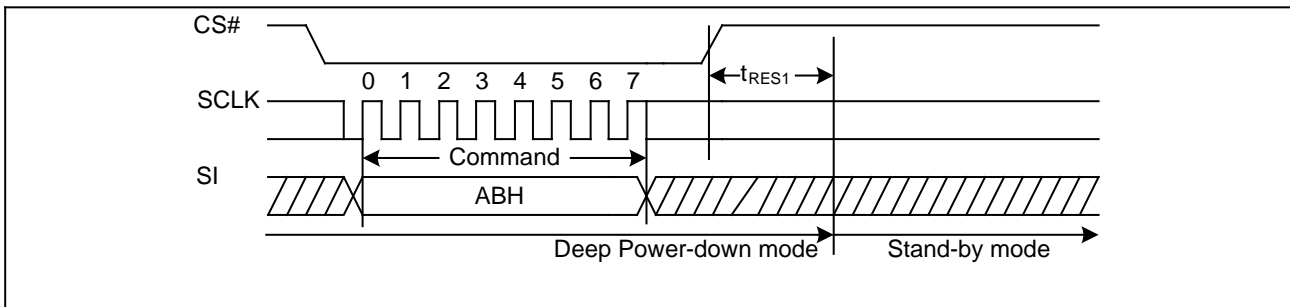 CS#
tRES1
0 1 2 3 4 5 6 7
SCLK
Command
SI
ABH
Deep Power-down mode Stand-by mode